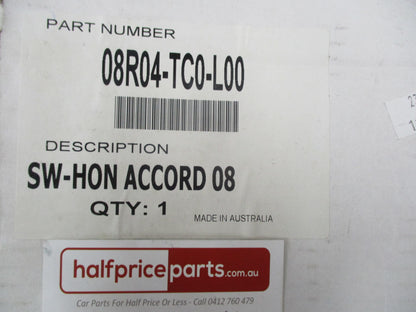 PART NUMBER
08R04-TC0-L00
DESCRIPTION
SW-HON ACCORD 08
QTY: 1
MADE IN AUSTRALIA
halfpriceparts.com.au
Car Parts For Half Price Or Less - Call 0412 760 479